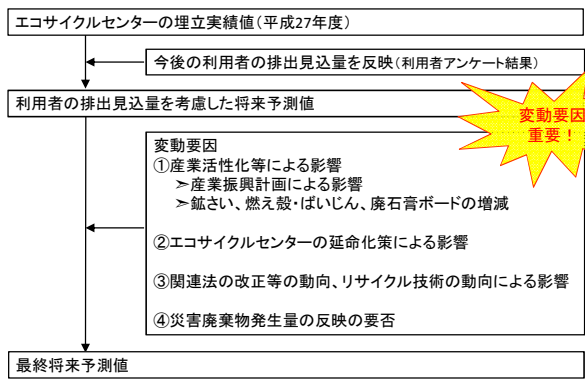 エコサイクルセンターの埋立実績値(平成27年度)
今後の利用者の排出見込量を反映(利用者アンケート結果)
利用者の排出見込量を考慮した将来予測値
変動要因
重要!
変動要因
①産業活性化等による影響
➣産業振興計画による影響
➣鉱さい、燃え殻・ばいじん、廃石膏ボードの増減
②エコサイクルセンターの延命化策による影響
③関連法の改正等の動向、リサイクル技術の動向による影響
④災害廃棄物発生量の反映の要否
最終将来予測値